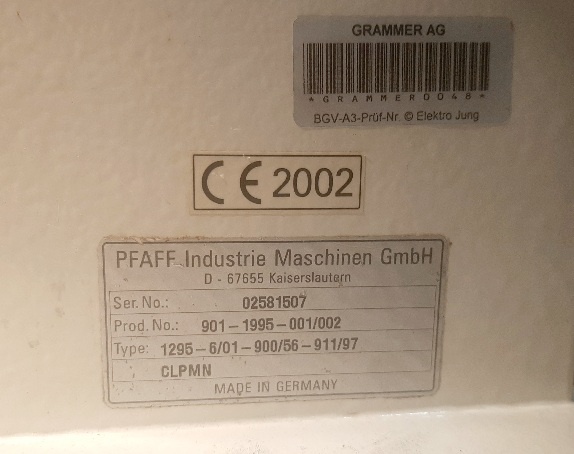 GRAMMER AG
*GRAMMER0048*
BGV-A3-Prüf-Nr. © Elektro Jung
CE 2002
PFAFF Industrie Maschinen GmbH
D - 67655 Kaiserslautern
Ser. No.: 02581507
Prod. No.: 901-1995-001/002
Type: 1295-6/01-900/56-911/97
CLPMN
MADE IN GERMANY